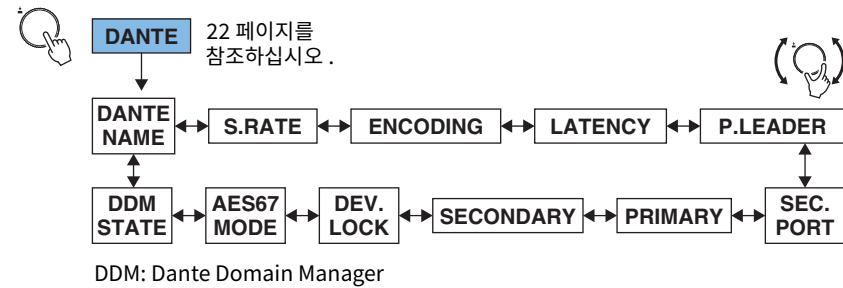 DANTE
22 페이지를
참조하십시오 .
DANTE
NAME
S.RATE
ENCODING
LATENCY
P.LEADER
DDM
STATE
AES67
MODE
DEV.
LOCK
SECONDARY
PRIMARY
SEC.
PORT
DDM: Dante Domain Manager